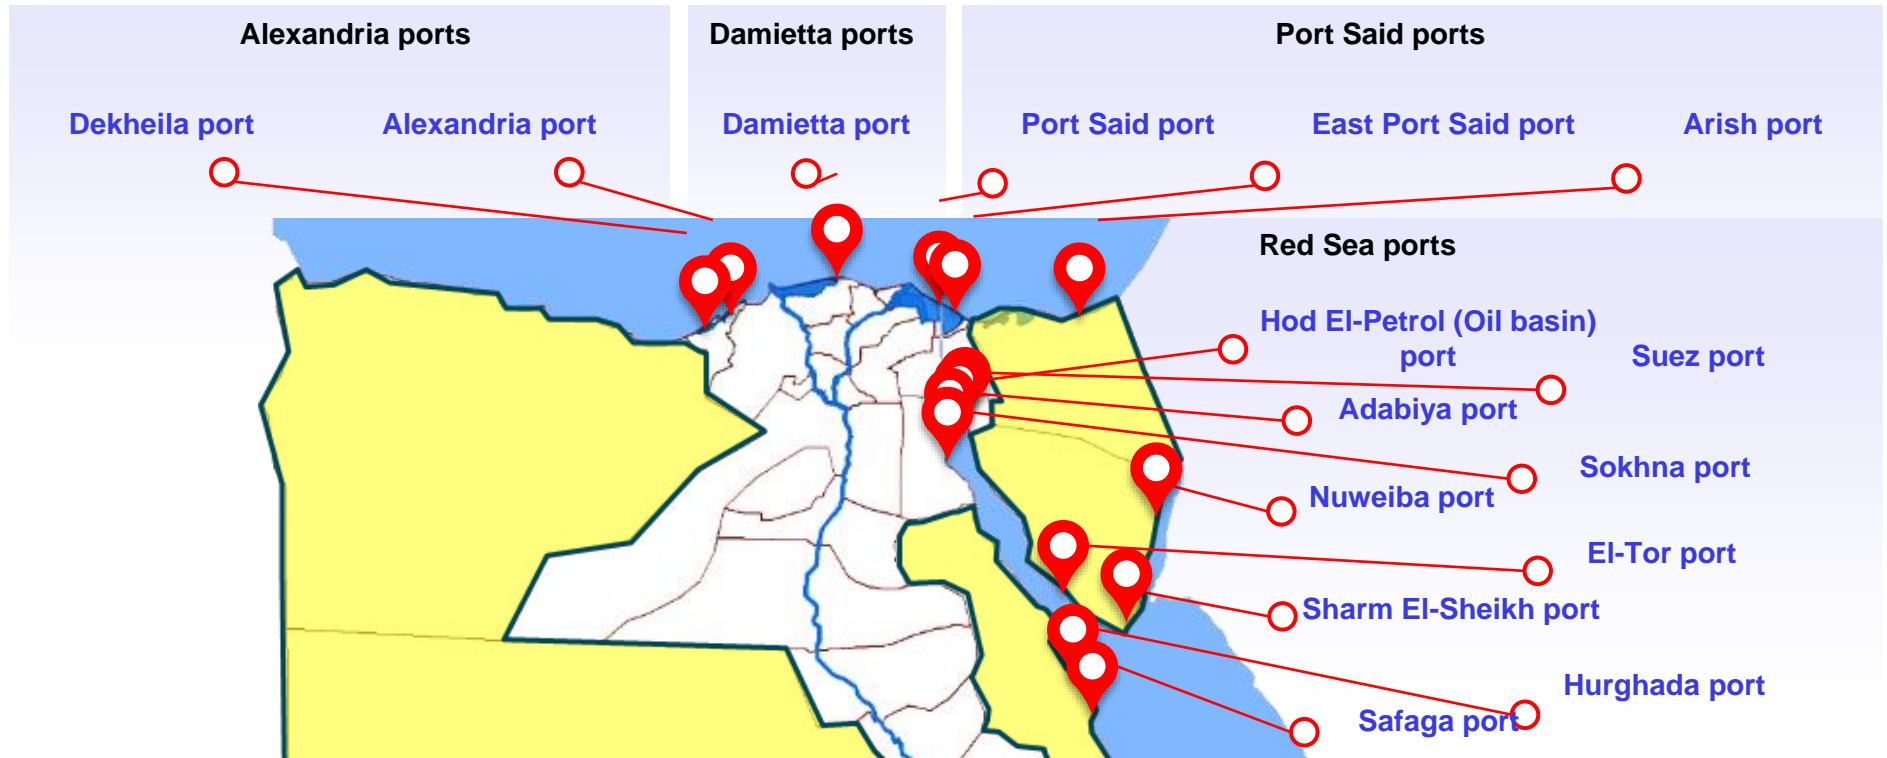 Alexandria ports
Damietta ports
Port Said ports
Dekheila port
Alexandria port
Damietta port
Port Said port
East Port Said port
Arish port
Red Sea ports
Hod El-Petrol (Oil basin)
port
Suez port
Adabiya port
Sokhna port
Nuweiba port
El-Tor port
Sharm El-Sheikh port
Hurghada port
Safaga port